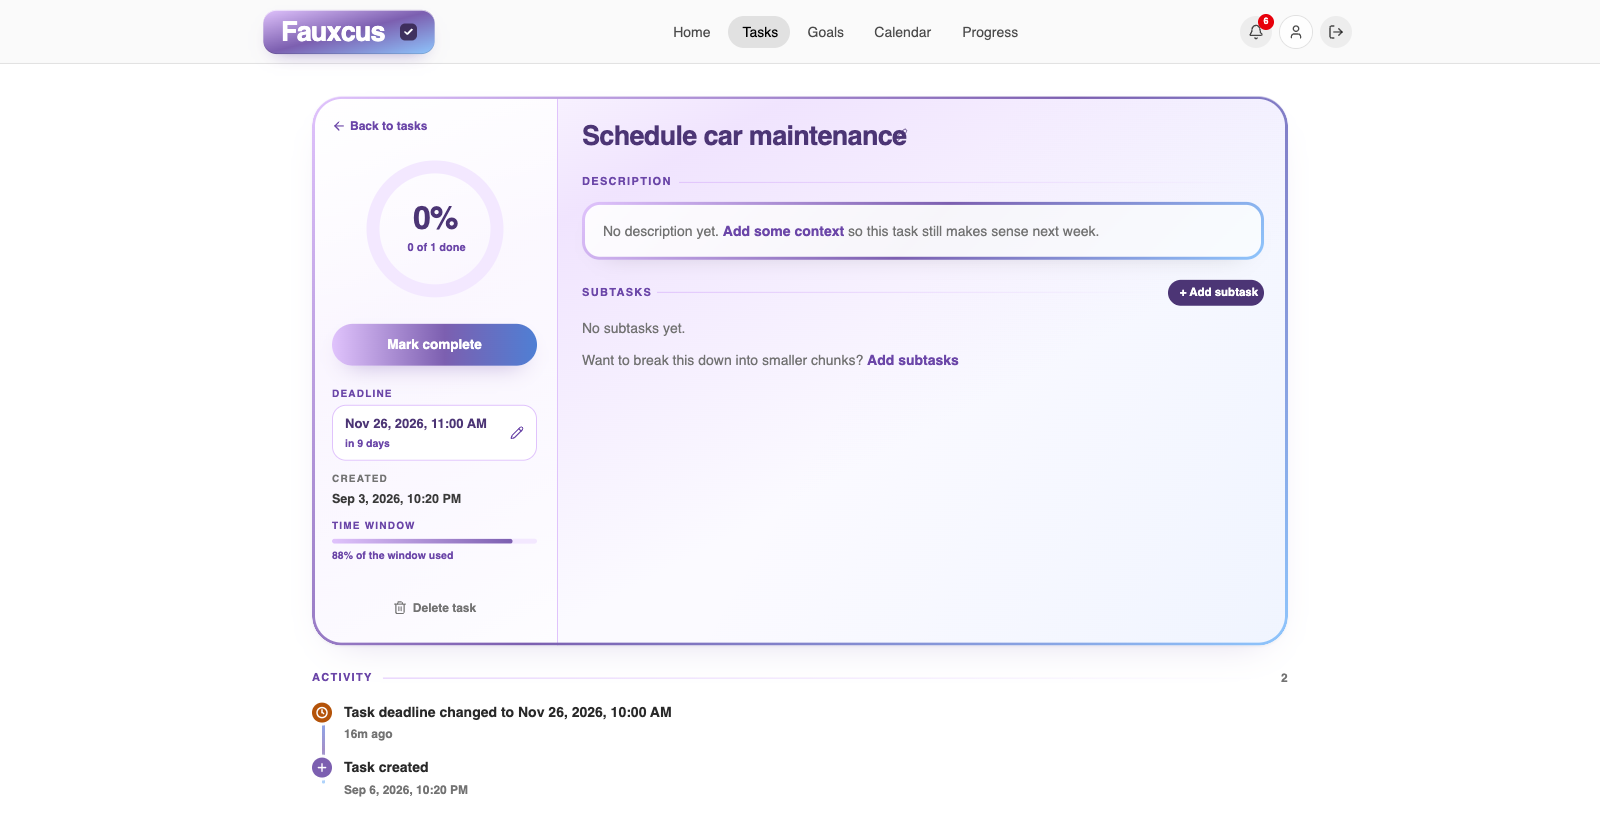 Fauxcus
Home
Tasks
Goals
Calendar
Progress
6
Back to tasks
0%
0 of 1 done
Mark complete
DEADLINE
Nov 26, 2026, 11:00 AM
in 9 days
CREATED
Sep 3, 2026, 10:20 PM
TIME WINDOW
88% of the window used
Delete task
Schedule car maintenance
DESCRIPTION
No description yet. Add some context so this task still makes sense next week.
SUBTASKS
+ Add subtask
No subtasks yet.
Want to break this down into smaller chunks? Add subtasks
ACTIVITY
2
Task deadline changed to Nov 26, 2026, 10:00 AM
16m ago
Task created
Sep 6, 2026, 10:20 PM